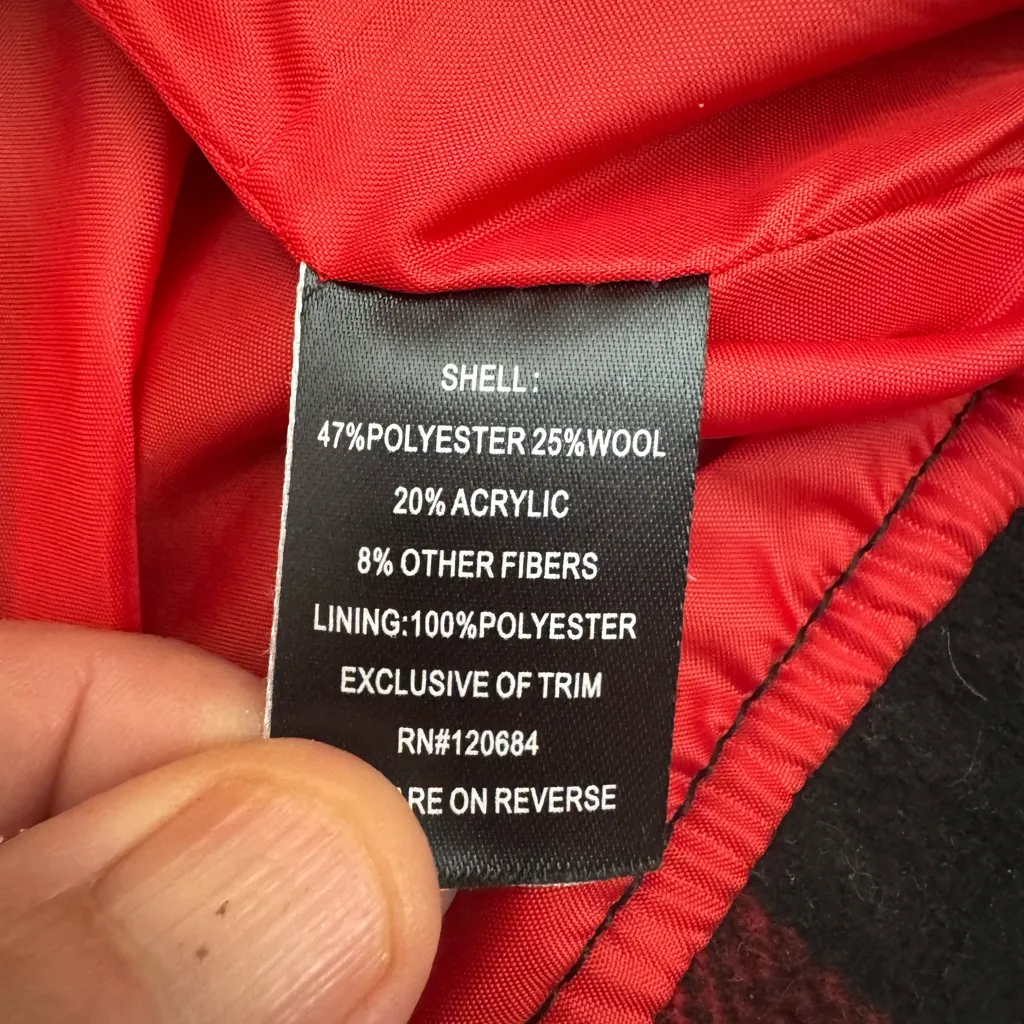 SHELL:
47%POLYESTER 25%WOOL
20% ACRYLIC
8% OTHER FIBERS
LINING:100%POLYESTER
EXCLUSIVE OF TRIM
RN#120684
ON REVERSE